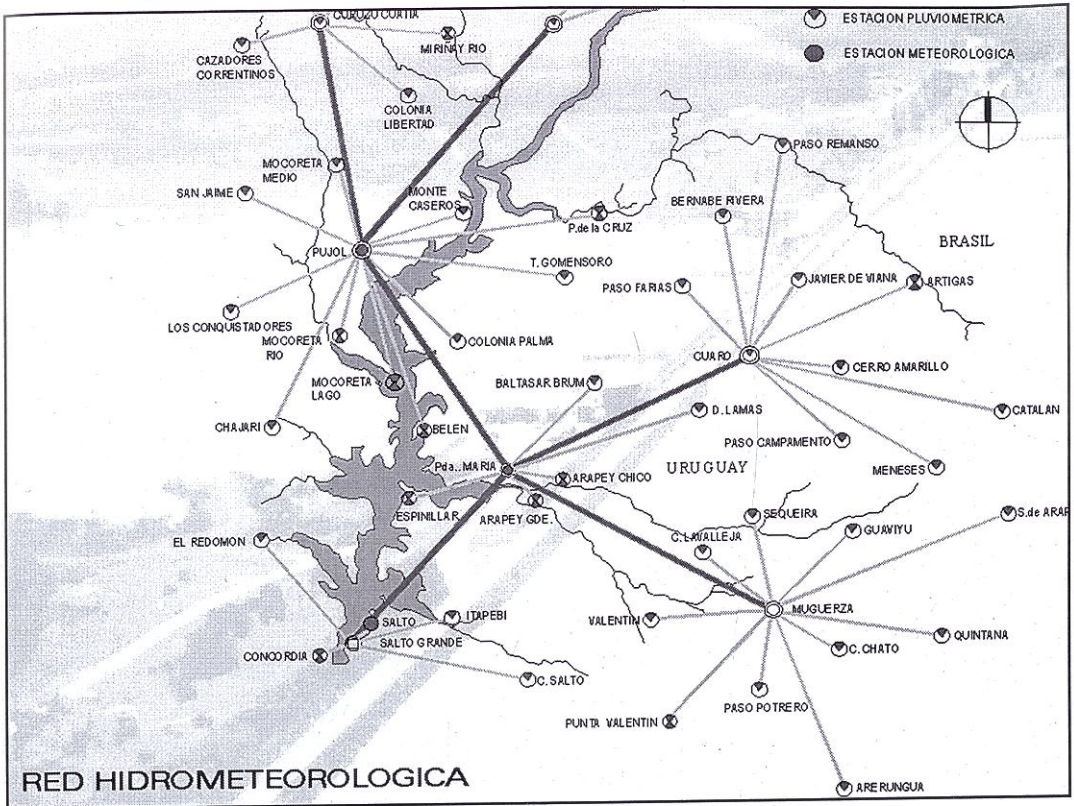 CURUZU CUATIA
ESTACION PLUVIOMETRICA
MIRINAY RIO
ESTACION METEOROLOGICA
CAZADORES
CORRENTINOS
COLONIA
LIBERTAD
PASO REMANSO
MOCORETA
MEDIO
SAN JAIME
MONTE
CASEROS
BERNABE RIVERA
P.de la CRUZ
BRASIL
PUJOL
T. GOMENSORO
PASO FARIAS
JAVIER DE VIANA
ARTIGAS
LOS CONQUISTADORES
MOCORETA
RIO
COLONIA PALMA
CUARO
CERRO AMARILLO
MOCORETA
LAGO
BALTASAR BRUM
D. LAMAS
CATALAN
CHAJARI
BELEN
PASO CAMPAMENTO
Pda.. MARIA
URUGUAY
MENESES
ARAPEY CHICO
ESPINILLAR
ARAPEY GDE.
SEQUEIRA
S.de ARAP
EL REDOMON
C. LAVALLEJA
GUAVIYU
MUGUERZA
SALTO
ITAPEBI
VALENTIN
QUINTANA
SALTO GRANDE
CONCORDIA
C. CHATO
C. SALTO
PASO POTRERO
PUNTA VALENTIN
RED HIDROMETEOROLOGICA
ARERUNGUA